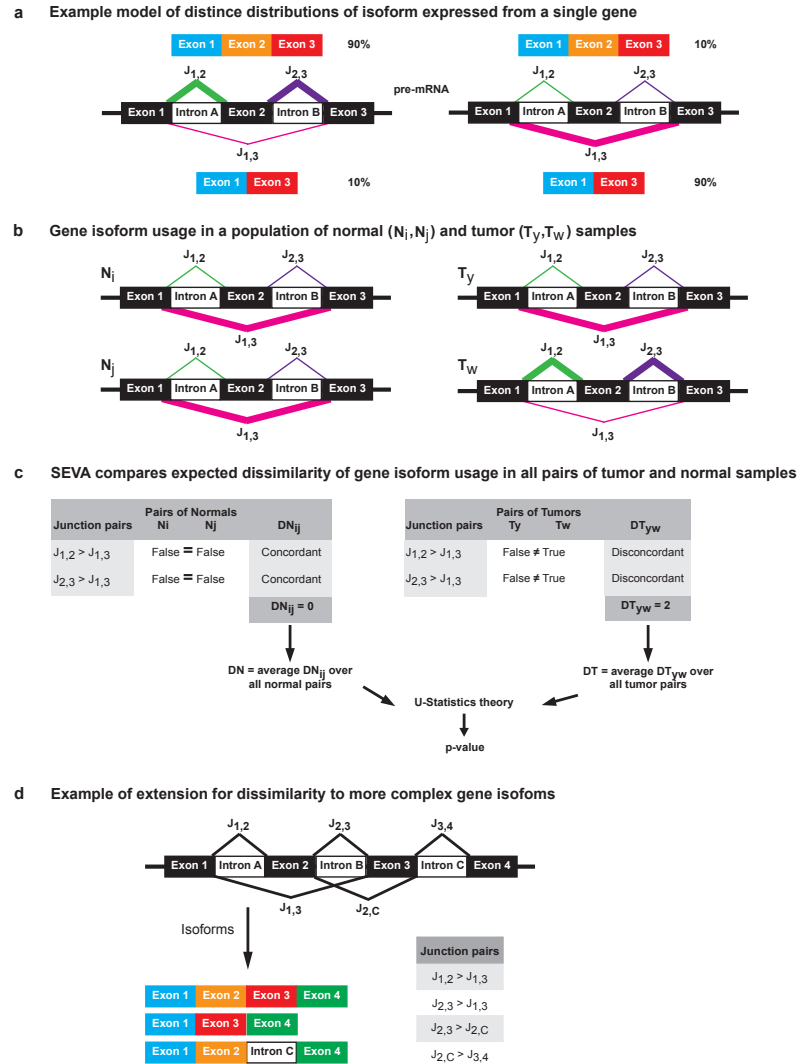 a Example model of distince distributions of isoform expressed from a single gene
Exon 1 Exon 2 Exon 3 90%
J1,2 J2,3
Exon 1 Intron A Exon 2 Intron B Exon 3
J1,3
Exon 1 Exon 3 10%
pre-mRNA
Exon 1 Exon 2 Exon 3 10%
J1,2 J2,3
Exon 1 Intron A Exon 2 Intron B Exon 3
J1,3
Exon 1 Exon 3 90%
b Gene isoform usage in a population of normal (Ni,Nj) and tumor (Ty,Tw) samples
Ni
J1,2 J2,3
Exon 1 Intron A Exon 2 Intron B Exon 3
J1,3
Ty
J1,2 J2,3
Exon 1 Intron A Exon 2 Intron B Exon 3
J1,3
Nj
J1,2 J2,3
Exon 1 Intron A Exon 2 Intron B Exon 3
J1,3
Tw
J1,2 J2,3
Exon 1 Intron A Exon 2 Intron B Exon 3
J1,3
c SEVA compares expected dissimilarity of gene isoform usage in all pairs of tumor and normal samples
Pairs of Normals
Junction pairs Ni Nj DNij
J1,2 > J1,3 False = False Concordant
J2,3 > J1,3 False = False Concordant
DNij = 0
Pairs of Tumors
Junction pairs Ty Tw DTyw
J1,2 > J1,3 False ≠ True Disconcordant
J2,3 > J1,3 False ≠ True Disconcordant
DTyw = 2
DN = average DNij over
all normal pairs
DT = average DTyw over
all tumor pairs
U-Statistics theory
p-value
d Example of extension for dissimilarity to more complex gene isofoms
J1,2 J2,3 J3,4
Exon 1 Intron A Exon 2 Intron B Exon 3 Intron C Exon 4
J1,3 J2,C
Isoforms
Exon 1 Exon 2 Exon 3 Exon 4
Exon 1 Exon 3 Exon 4
Exon 1 Exon 2 Intron C Exon 4
Junction pairs
J1,2 > J1,3
J2,3 > J1,3
J2,3 > J2,C
J2,C > J3,4